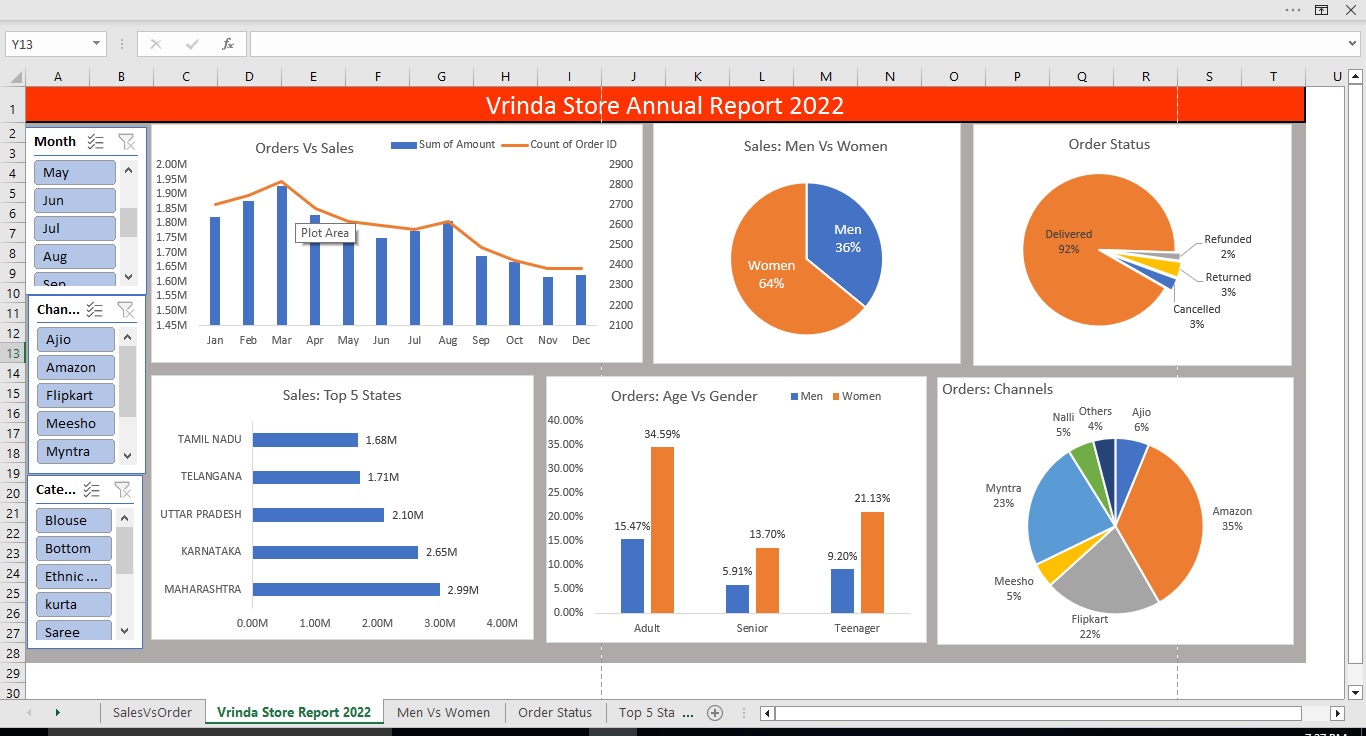 Y13
fx
A B C D E F G H I J K L M N O P Q R S T U
1
2
3
4
5
6
7
8
9
10
11
12
13
14
15
16
17
18
19
20
21
22
23
24
25
26
27
28
29
30
Vrinda Store Annual Report 2022
Month
May
Jun
Jul
Aug
Sep
Chan...
Ajio
Amazon
Flipkart
Meesho
Myntra
Cate...
Blouse
Bottom
Ethnic ...
kurta
Saree
Orders Vs Sales
Sum of Amount Count of Order ID
2.00M
1.95M
1.90M
1.85M
1.80M
1.75M
1.70M
1.65M
1.60M
1.55M
1.50M
1.45M
2900
2800
2700
2600
2500
2400
2300
2200
2100
Plot Area
Jan Feb Mar Apr May Jun Jul Aug Sep Oct Nov Dec
Sales: Men Vs Women
Men
36%
Women
64%
Order Status
Delivered
92%
Refunded
2%
Returned
3%
Cancelled
3%
Sales: Top 5 States
TAMIL NADU 1.68M
TELANGANA 1.71M
UTTAR PRADESH 2.10M
KARNATAKA 2.65M
MAHARASHTRA 2.99M
0.00M 1.00M 2.00M 3.00M 4.00M
Orders: Age Vs Gender Men Women
40.00%
35.00%
30.00%
25.00%
20.00%
15.00%
10.00%
5.00%
0.00%
15.47% 34.59%
5.91% 13.70%
9.20% 21.13%
Adult Senior Teenager
Orders: Channels
Nalli
5%
Others
4%
Ajio
6%
Amazon
35%
Flipkart
22%
Meesho
5%
Myntra
23%
SalesVsOrder Vrinda Store Report 2022 Men Vs Women Order Status Top 5 Sta ...